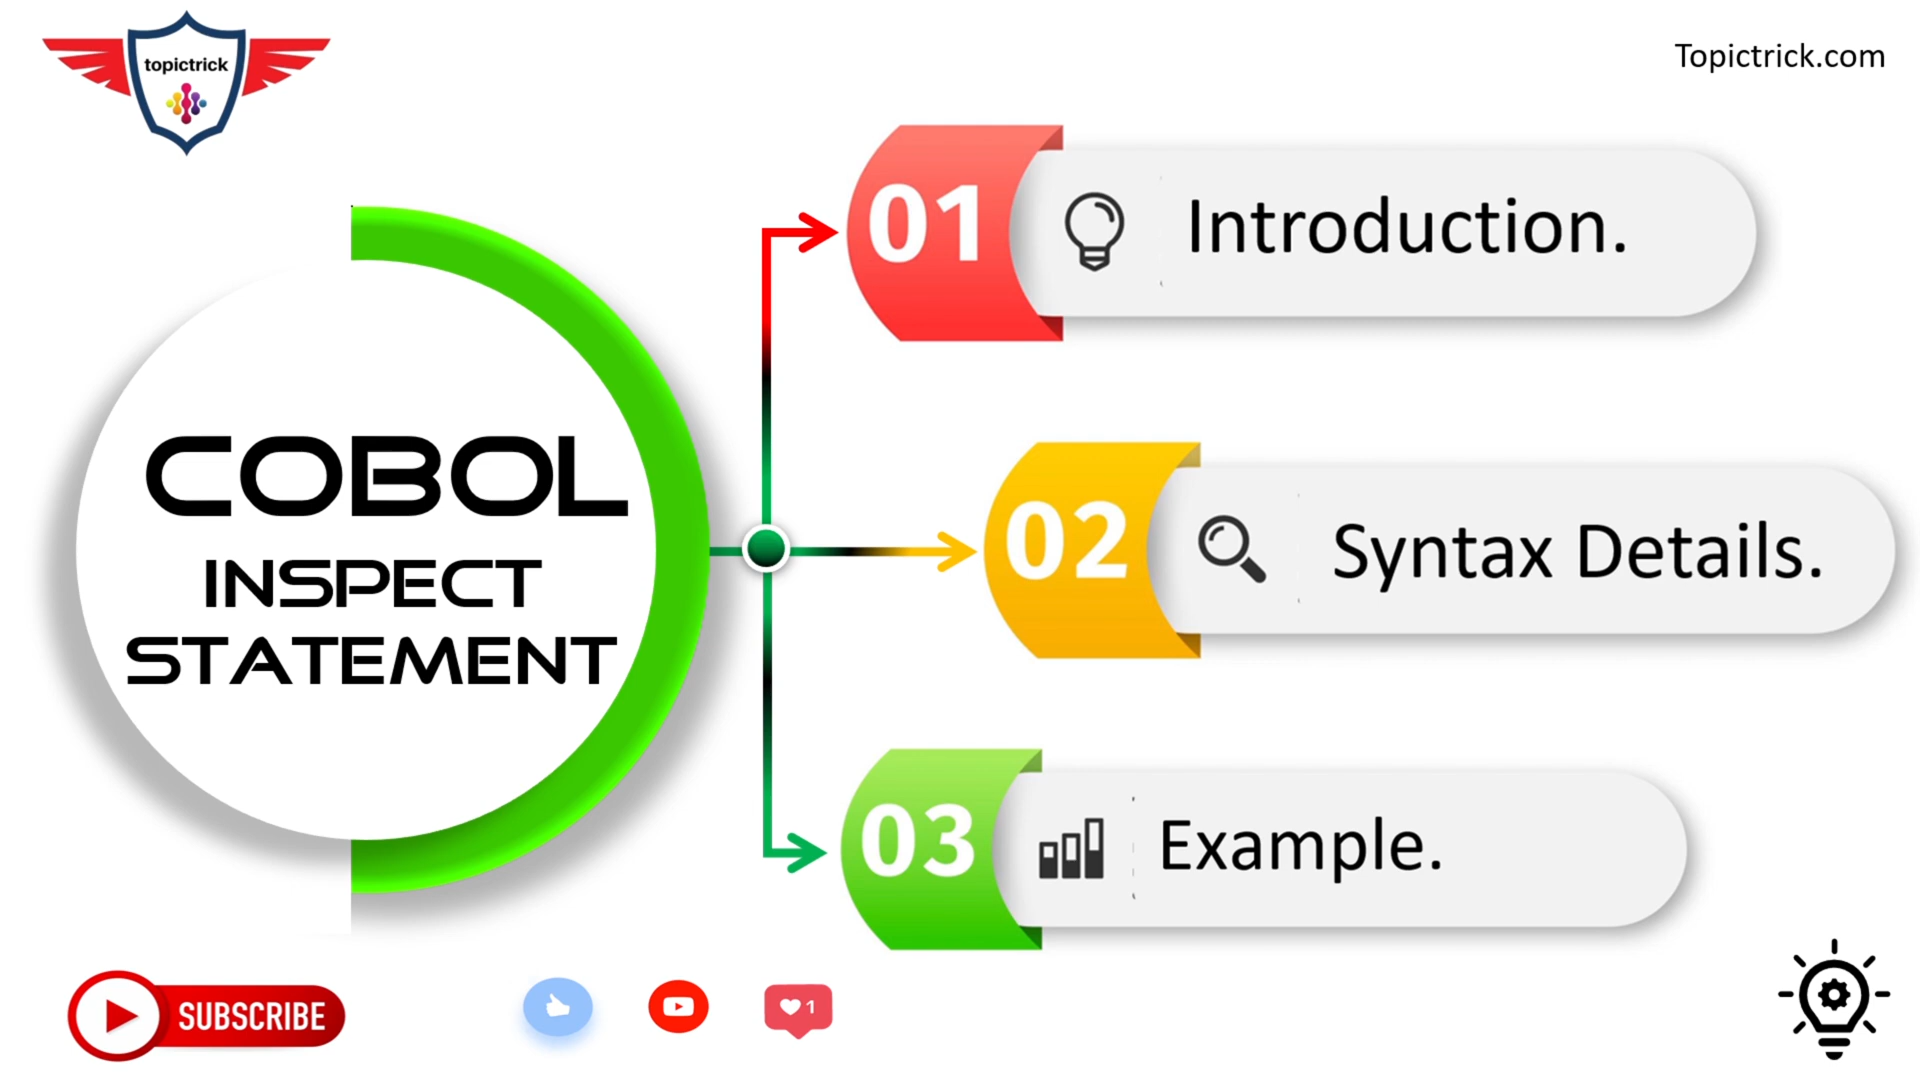 topictrick
Topictrick.com
COBOL
INSPECT
STATEMENT
01
Introduction.
02
Syntax Details.
03
Example.
SUBSCRIBE
1